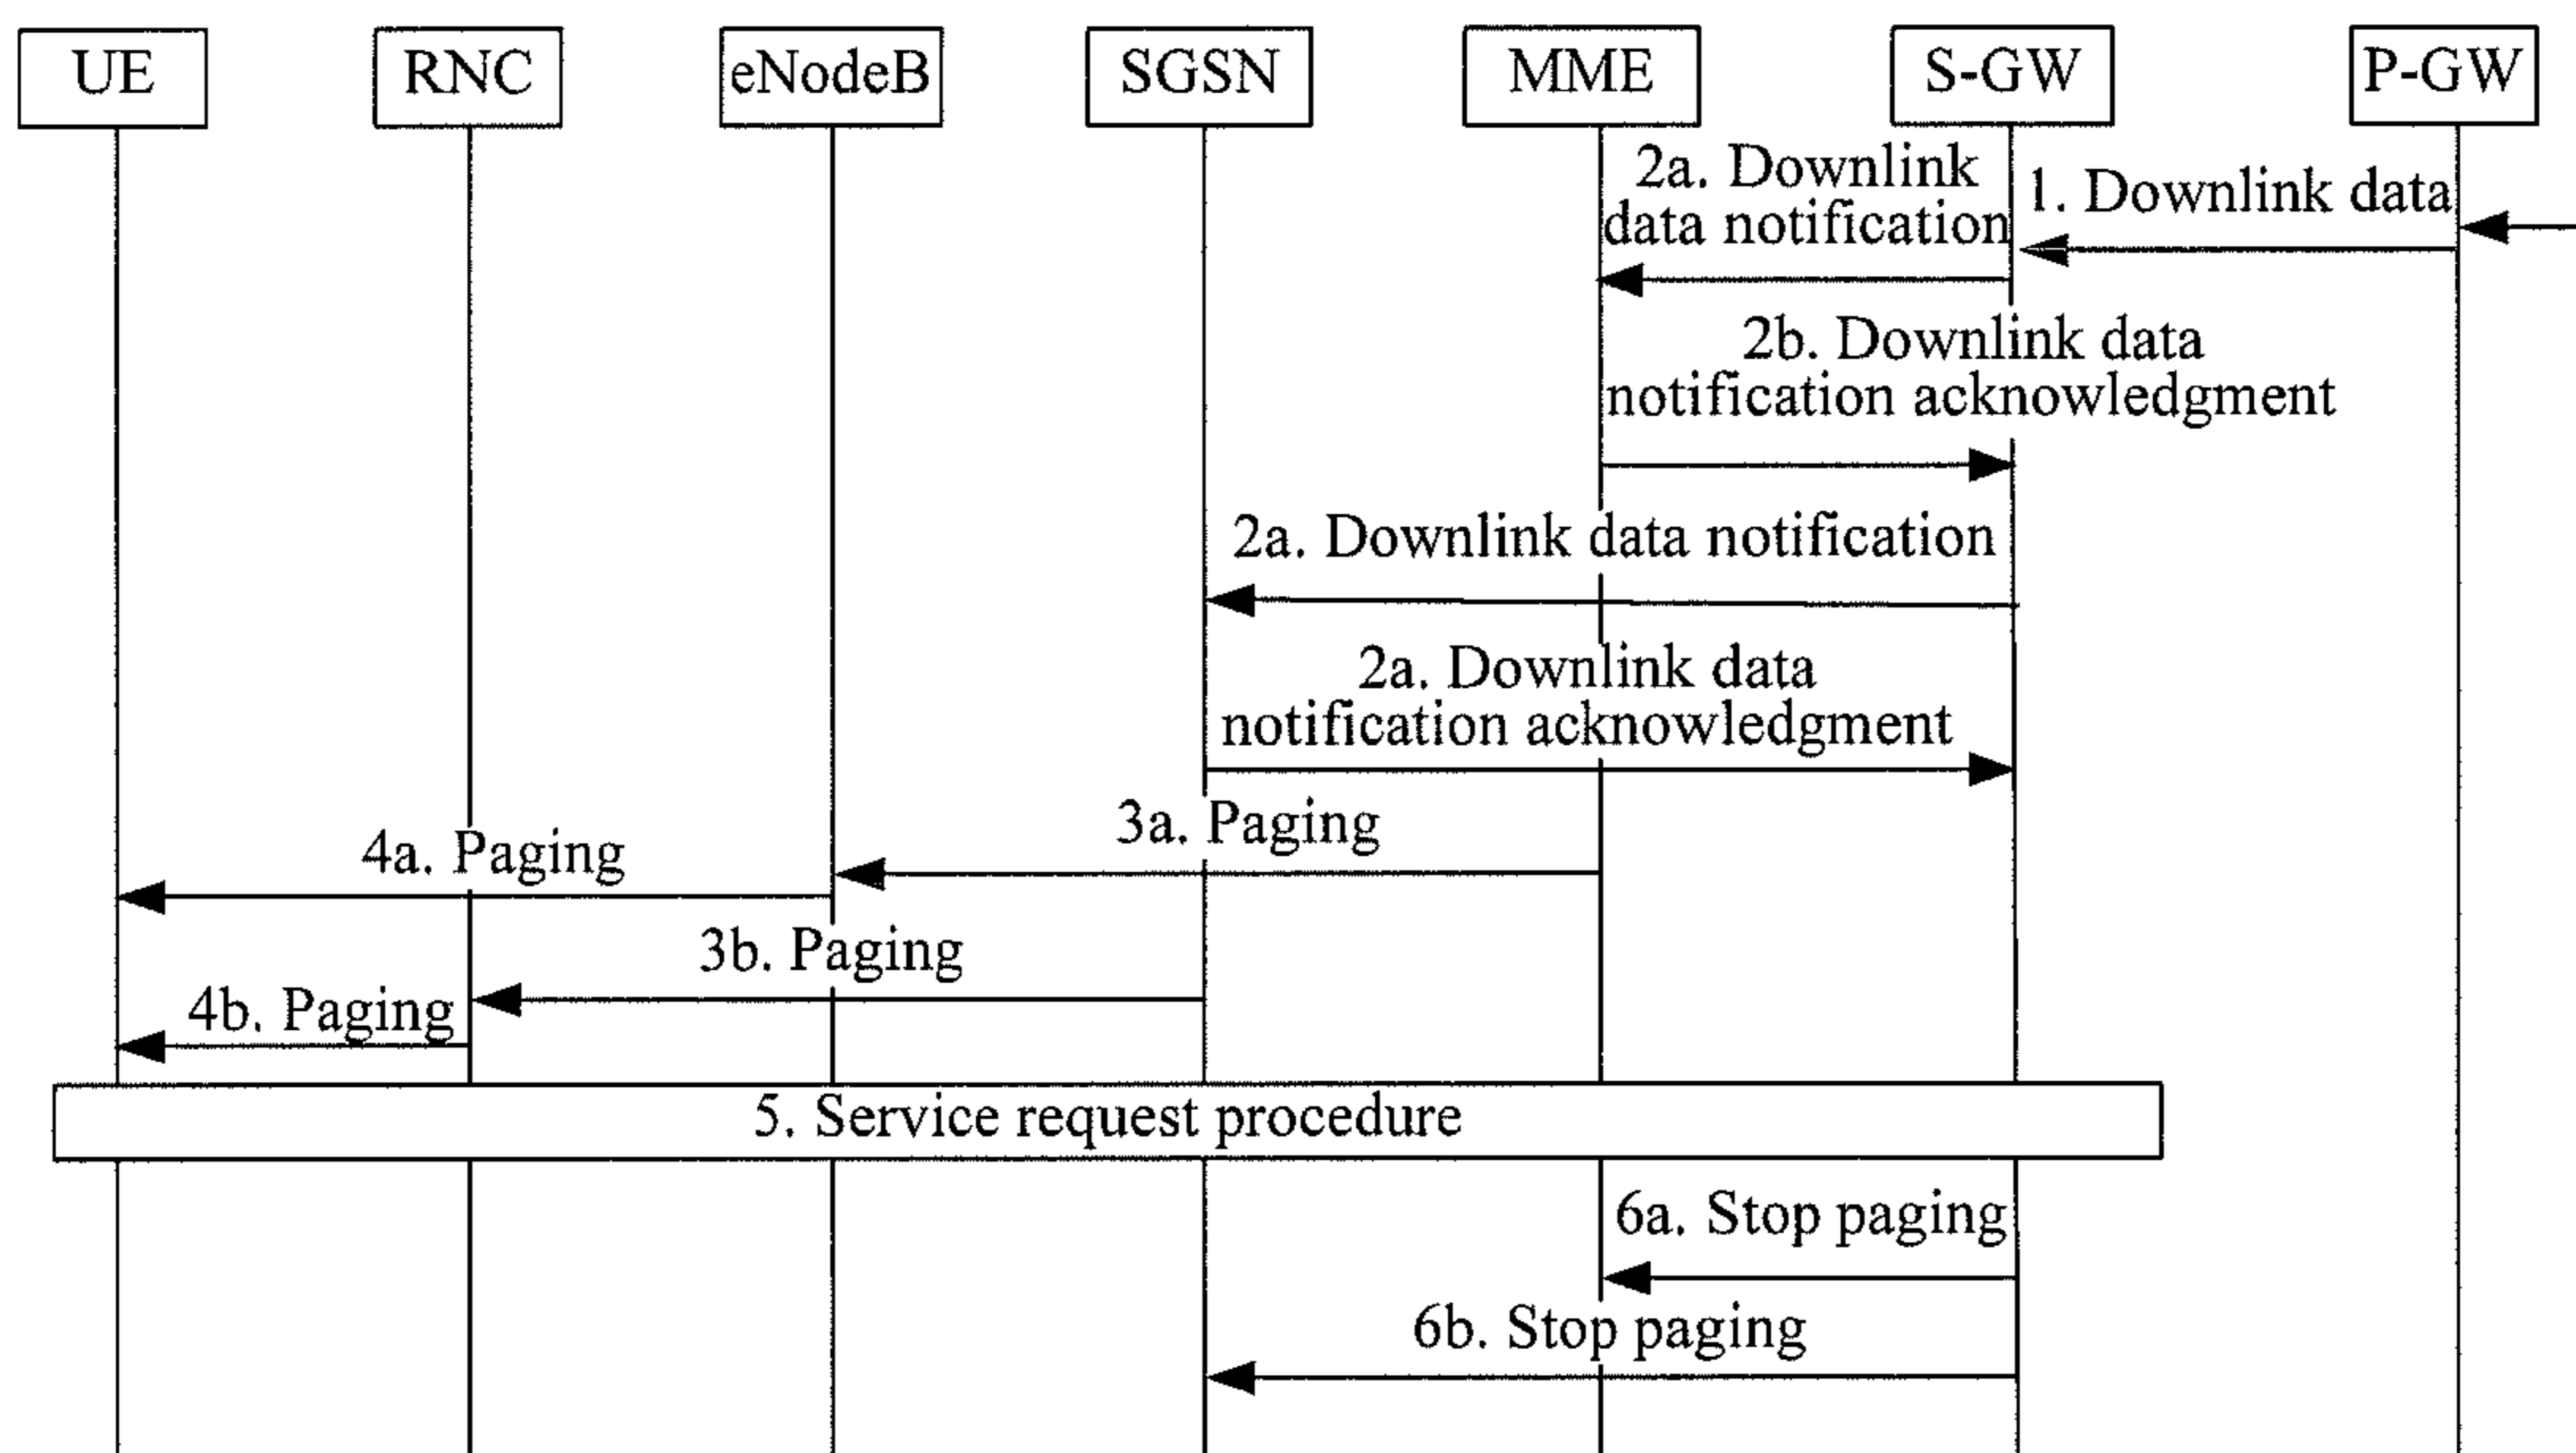 UE
RNC
eNodeB
SGSN
MME
S-GW
P-GW
2a. Downlink
data notification
1. Downlink data
2b. Downlink data
notification acknowledgment
2a. Downlink data notification
2a. Downlink data
notification acknowledgment
3a. Paging
4a. Paging
3b. Paging
4b. Paging
5. Service request procedure
6a. Stop paging
6b. Stop paging